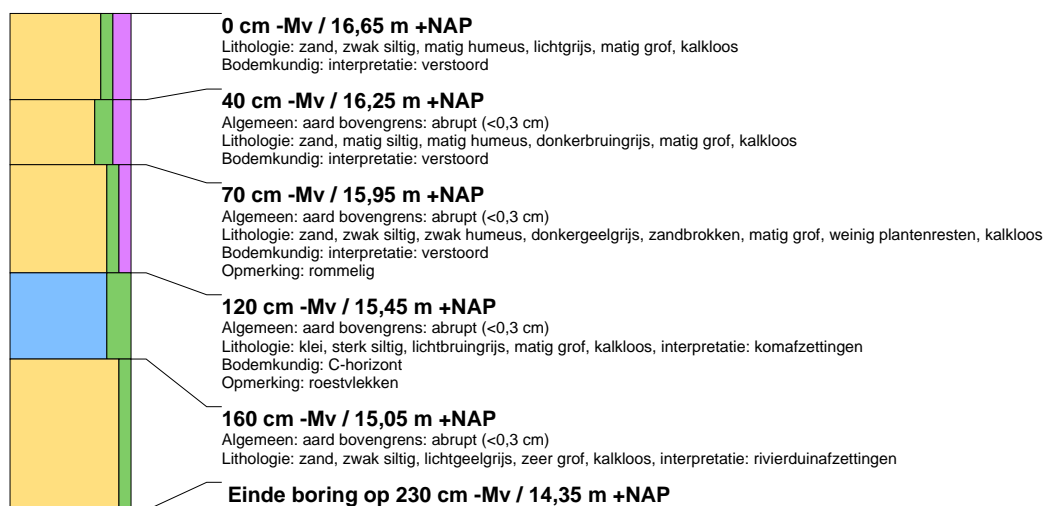 0 cm -Mv / 16,65 m +NAP
Lithologie: zand, zwak siltig, matig humeus, lichtgrijs, matig grof, kalkloos
Bodemkundig: interpretatie: verstoord
40 cm -Mv / 16,25 m +NAP
Algemeen: aard bovengrens: abrupt (<0,3 cm)
Lithologie: zand, matig siltig, matig humeus, donkerbruingrijs, matig grof, kalkloos
Bodemkundig: interpretatie: verstoord
70 cm -Mv / 15,95 m +NAP
Algemeen: aard bovengrens: abrupt (<0,3 cm)
Lithologie: zand, zwak siltig, zwak humeus, donkergeelgrijs, zandbrokken, matig grof, weinig plantenresten, kalkloos
Bodemkundig: interpretatie: verstoord
Opmerking: rommelig
120 cm -Mv / 15,45 m +NAP
Algemeen: aard bovengrens: abrupt (<0,3 cm)
Lithologie: klei, sterk siltig, lichtbruingrijs, matig grof, kalkloos, interpretatie: komafzettingen
Bodemkundig: C-horizont
Opmerking: roestvlekken
160 cm -Mv / 15,05 m +NAP
Algemeen: aard bovengrens: abrupt (<0,3 cm)
Lithologie: zand, zwak siltig, lichtgeelgrijs, zeer grof, kalkloos, interpretatie: rivierduinafzettingen
Einde boring op 230 cm -Mv / 14,35 m +NAP